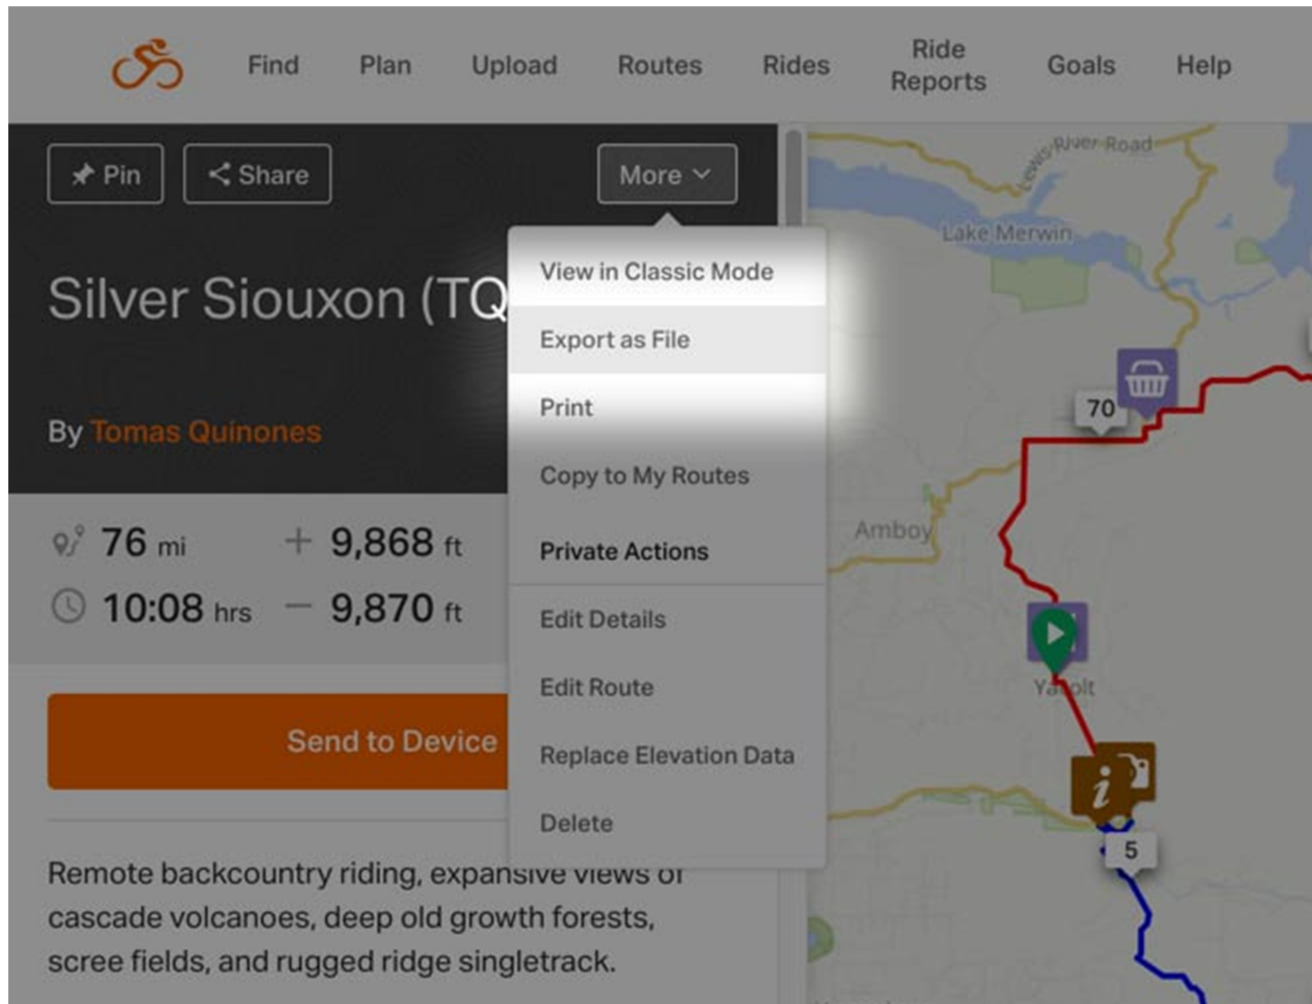 Find
Plan
Upload
Routes
Rides
Ride
Reports
Goals
Help
Pin
Share
More
Silver Siouxon (TQ
By Tomas Quinones
76 mi
+ 9,868 ft
10:08 hrs
− 9,870 ft
Send to Device
Remote backcountry riding, expansive views of
cascade volcanoes, deep old growth forests,
scree fields, and rugged ridge singletrack.
View in Classic Mode
Export as File
Print
Copy to My Routes
Private Actions
Edit Details
Edit Route
Replace Elevation Data
Delete
Lewis River Road
Lake Merwin
70
Amboy
Yacolt
i
5